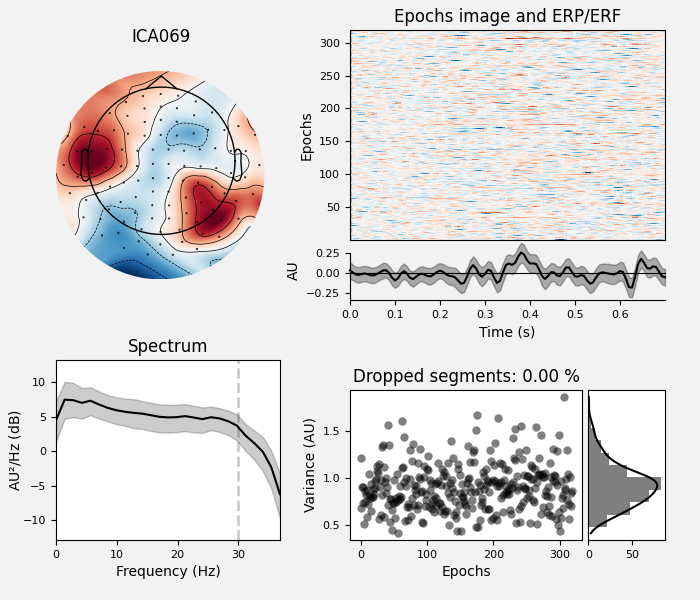 ICA069
Epochs image and ERP/ERF
Epochs
300
250
200
150
100
50
AU
0.25
0.00
−0.25
0.0 0.1 0.2 0.3 0.4 0.5 0.6
Time (s)
Spectrum
AU²/Hz (dB)
10
5
0
−5
−10
0 10 20 30
Frequency (Hz)
Dropped segments: 0.00 %
Variance (AU)
1.5
1.0
0.5
0 100 200 300
Epochs
0 50